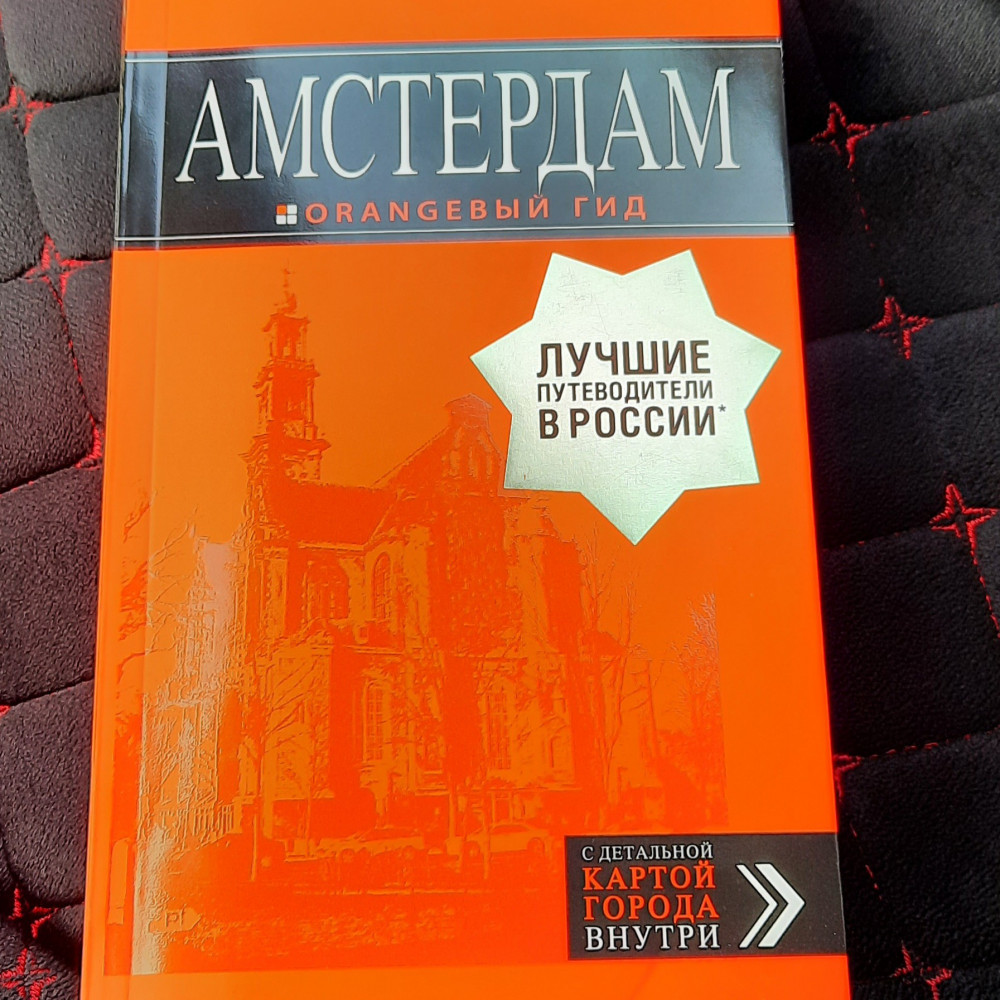 АМСТЕРДАМ
ORANGEВЫЙ ГИД
ЛУЧШИЕ
ПУТЕВОДИТЕЛИ
В РОССИИ*
С ДЕТАЛЬНОЙ
КАРТОЙ
ГОРОДА
ВНУТРИ